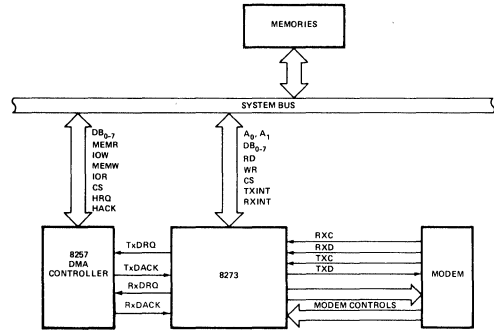 MEMORIES
SYSTEM BUS
DB0-7
MEMR
IOW
MEMW
IOR
CS
HRQ
HACK
A0, A1
DB0-7
RD
WR
CS
TXINT
RXINT
8257
DMA
CONTROLLER
TxDRQ
TxDACK
RxDRQ
RxDACK
8273
RXC
RXD
TXC
TXD
MODEM CONTROLS
MODEM